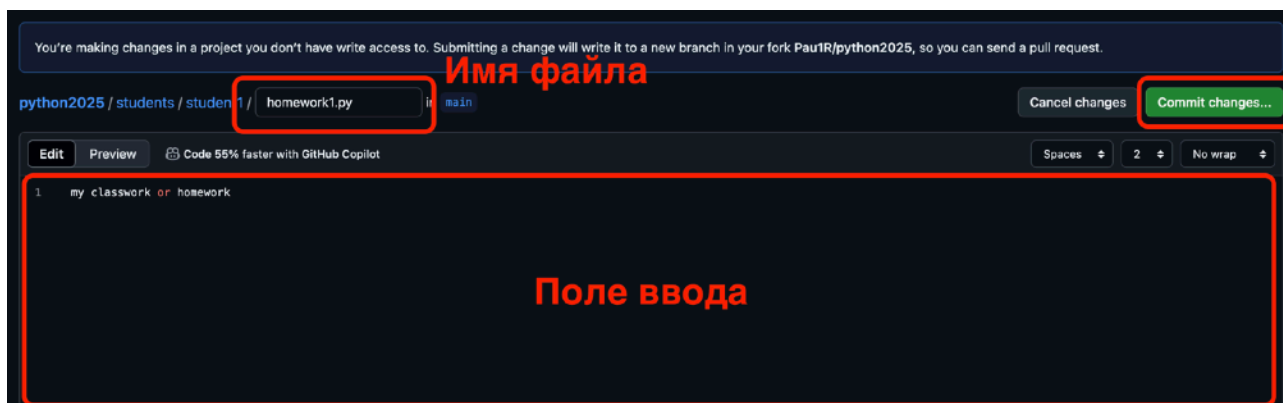 You're making changes in a project you don't have write access to. Submitting a change will write it to a new branch in your fork Pau1R/python2025, so you can send a pull request.
Имя файла
python2025 / students / student1 / homework1.py in main Cancel changes Commit changes...
Edit Preview Code 55% faster with GitHub Copilot Spaces 2 No wrap
1 my classwork or homework
Поле ввода